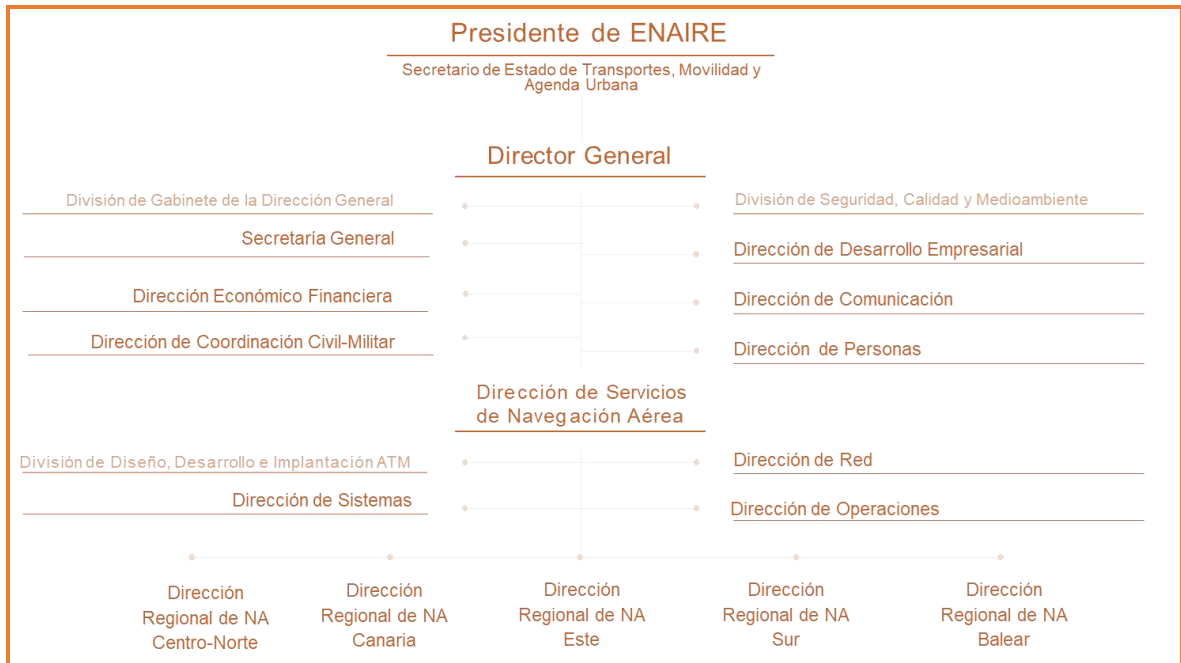 Presidente de ENAIRE
Secretario de Estado de Transportes, Movilidad y
Agenda Urbana
Director General
División de Gabinete de la Dirección General
División de Seguridad, Calidad y Medioambiente
Secretaría General
Dirección de Desarrollo Empresarial
Dirección Económico Financiera
Dirección de Comunicación
Dirección de Coordinación Civil-Militar
Dirección de Personas
Dirección de Servicios
de Navegación Aérea
División de Diseño, Desarrollo e Implantación ATM
Dirección de Red
Dirección de Sistemas
Dirección de Operaciones
Dirección
Regional de NA
Centro-Norte
Dirección
Regional de NA
Canaria
Dirección
Regional de NA
Este
Dirección
Regional de NA
Sur
Dirección
Regional de NA
Balear